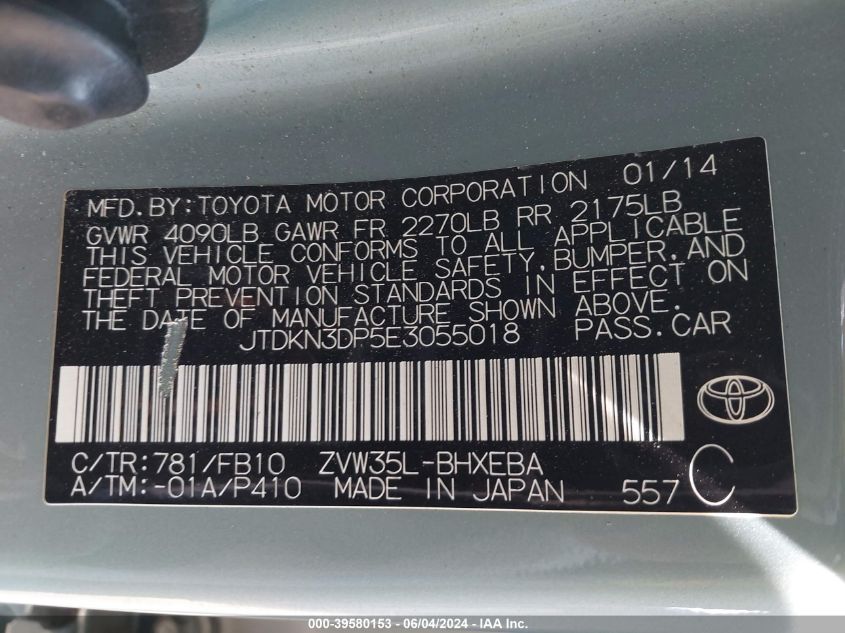 MFD. BY: TOYOTA MOTOR CORPORATION 01/14
GVWR 4090LB GAWR FR 2270LB RR 2175LB
THIS VEHICLE CONFORMS TO ALL APPLICABLE
FEDERAL MOTOR VEHICLE SAFETY, BUMPER, AND
THEFT PREVENTION STANDARDS IN EFFECT ON
THE DATE OF MANUFACTURE SHOWN ABOVE.
JTDKN3DP5E3055018 PASS. CAR
C/TR: 781/FB10 ZVW35L-BHXEBA
A/TM: -01A/P410 MADE IN JAPAN 557 C
000-39580153 - 06/04/2024 - IAA Inc.